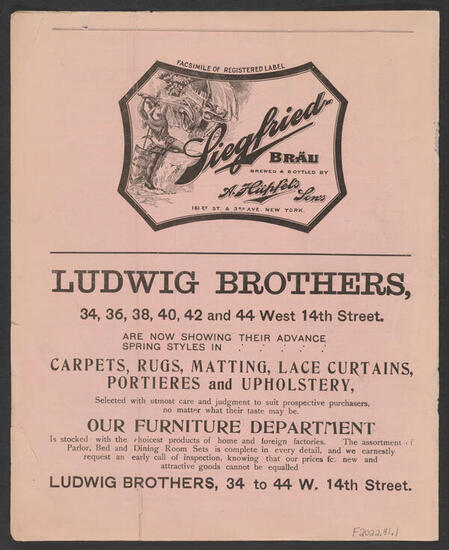 FACSIMILE OF REGISTERED LABEL
Siegfried
BRÄU
BREWED & BOTTLED BY
A. Hüpfel's Sons
161ST ST. & 3RD AVE. NEW YORK.
LUDWIG BROTHERS,
34, 36, 38, 40, 42 and 44 West 14th Street.
ARE NOW SHOWING THEIR ADVANCE
SPRING STYLES IN . . . . .
CARPETS, RUGS, MATTING, LACE CURTAINS,
PORTIERES and UPHOLSTERY,
Selected with utmost care and judgment to suit prospective purchasers,
no matter what their taste may be.
OUR FURNITURE DEPARTMENT
Is stocked with the choicest products of home and foreign factories. The assortment of
Parlor, Bed and Dining Room Sets is complete in every detail, and we earnestly
request an early call of inspection, knowing that our prices for new and
attractive goods cannot be equalled
LUDWIG BROTHERS, 34 to 44 W. 14th Street.
F2022.41.1